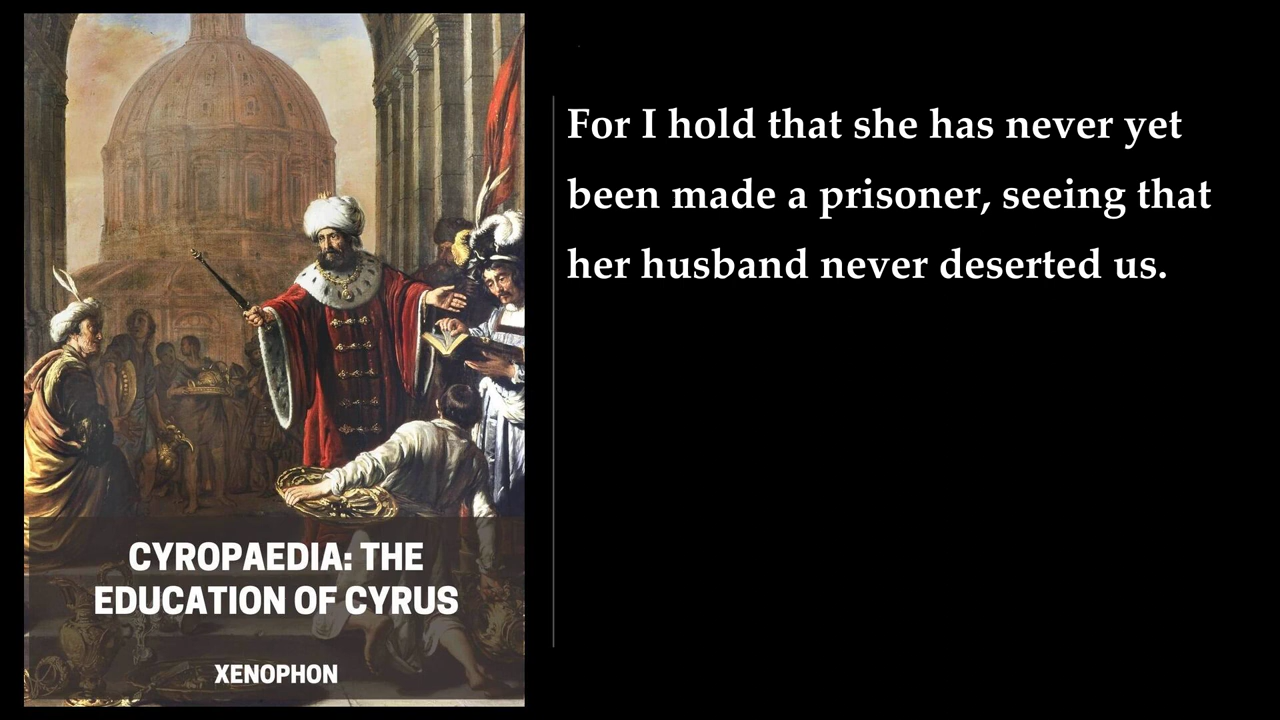 For I hold that she has never yet
been made a prisoner, seeing that
her husband never deserted us.
CYROPAEDIA: THE
EDUCATION OF CYRUS
XENOPHON